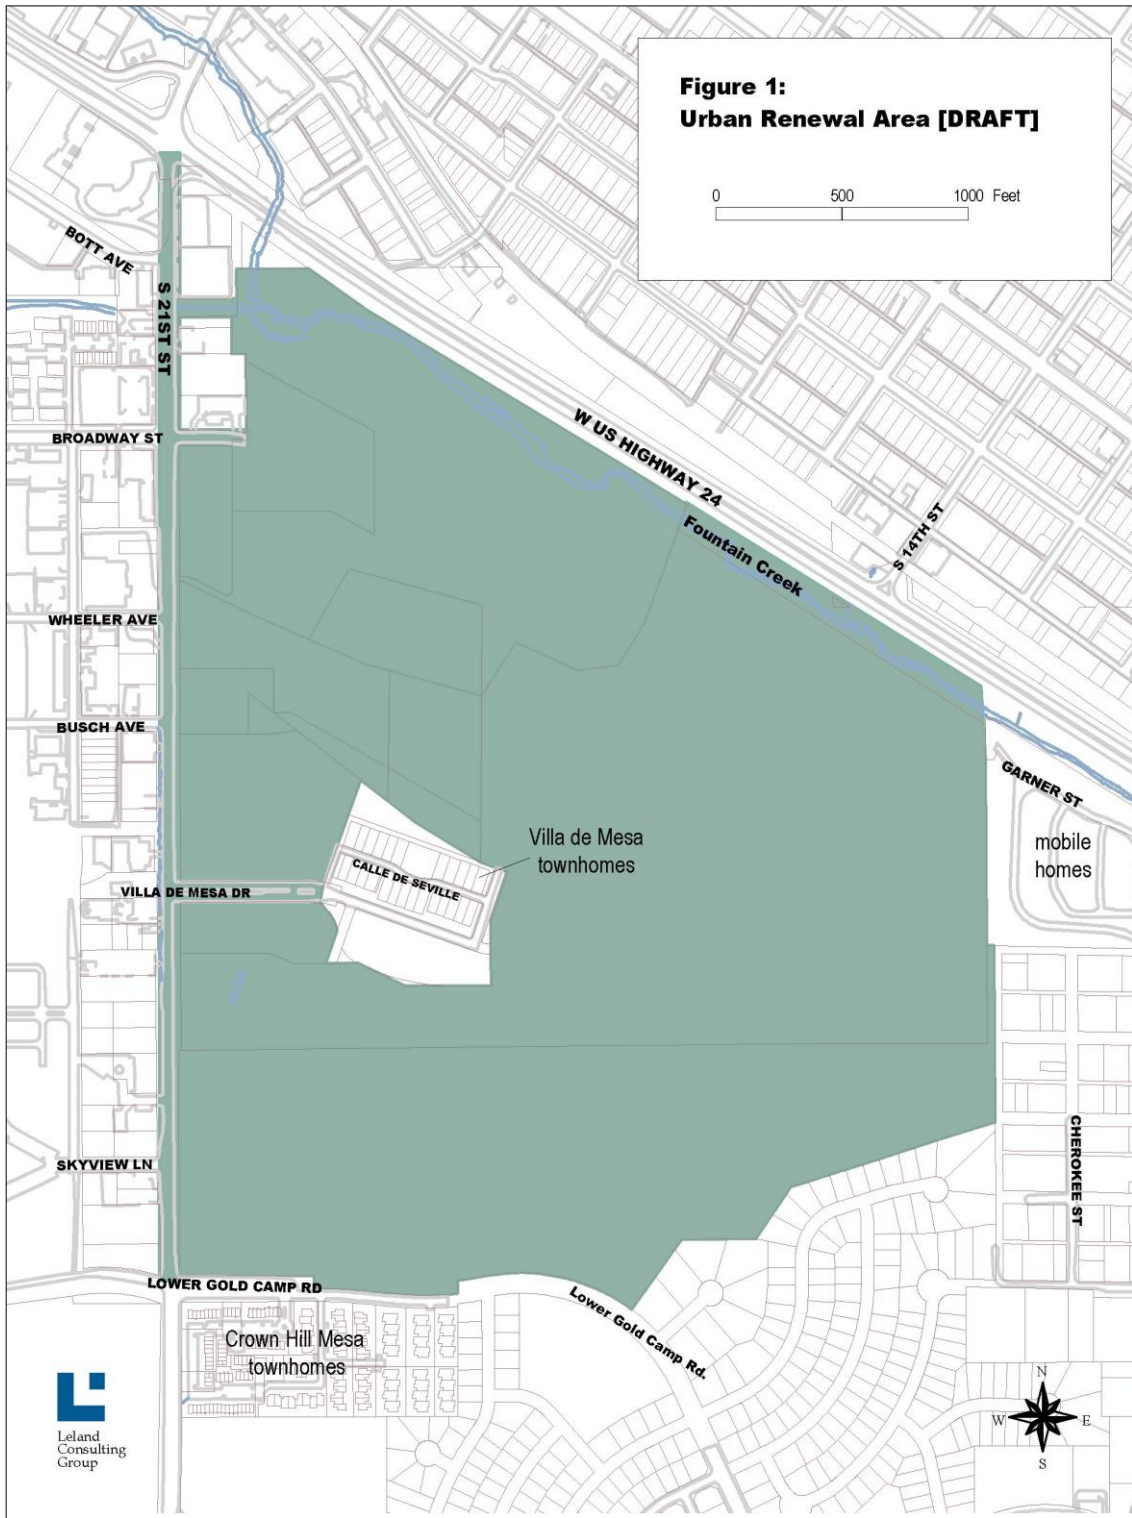 Figure 1:
Urban Renewal Area [DRAFT]
0 500 1000 Feet
BOTT AVE
S 21ST ST
BROADWAY ST
W US HIGHWAY 24
Fountain Creek
S 14TH ST
WHEELER AVE
BUSCH AVE
GARNER ST
mobile
homes
Villa de Mesa
townhomes
CALLE DE SEVILLE
VILLA DE MESA DR
CHEROKEE ST
SKYVIEW LN
LOWER GOLD CAMP RD
Lower Gold Camp Rd.
Crown Hill Mesa
townhomes
Leland
Consulting
Group
N
W E
S